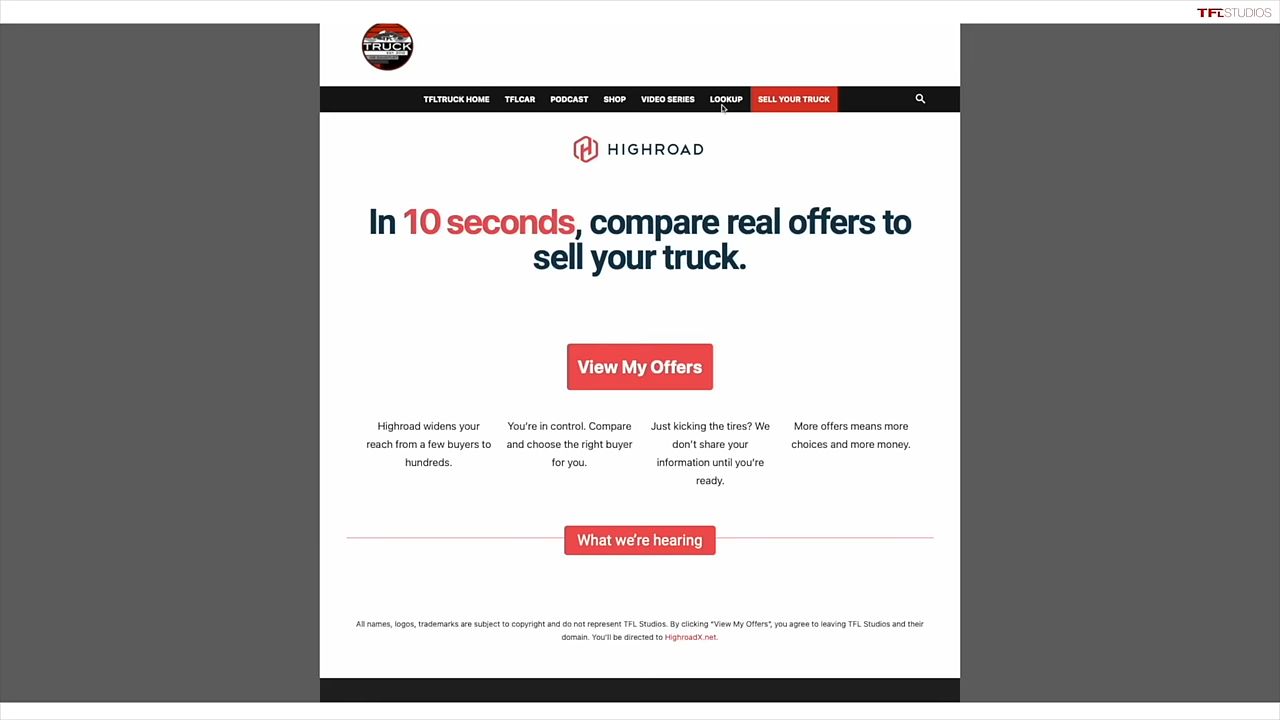 TFLSTUDIOS
TRUCK
TFLTRUCK HOME TFLCAR PODCAST SHOP VIDEO SERIES LOOKUP SELL YOUR TRUCK
HIGHROAD
In 10 seconds, compare real offers to
sell your truck.
View My Offers
Highroad widens your
reach from a few buyers to
hundreds.
You're in control. Compare
and choose the right buyer
for you.
Just kicking the tires? We
don't share your
information until you're
ready.
More offers means more
choices and more money.
What we're hearing
All names, logos, trademarks are subject to copyright and do not represent TFL Studios. By clicking "View My Offers", you agree to leaving TFL Studios and their
domain. You'll be directed to HighroadX.net.